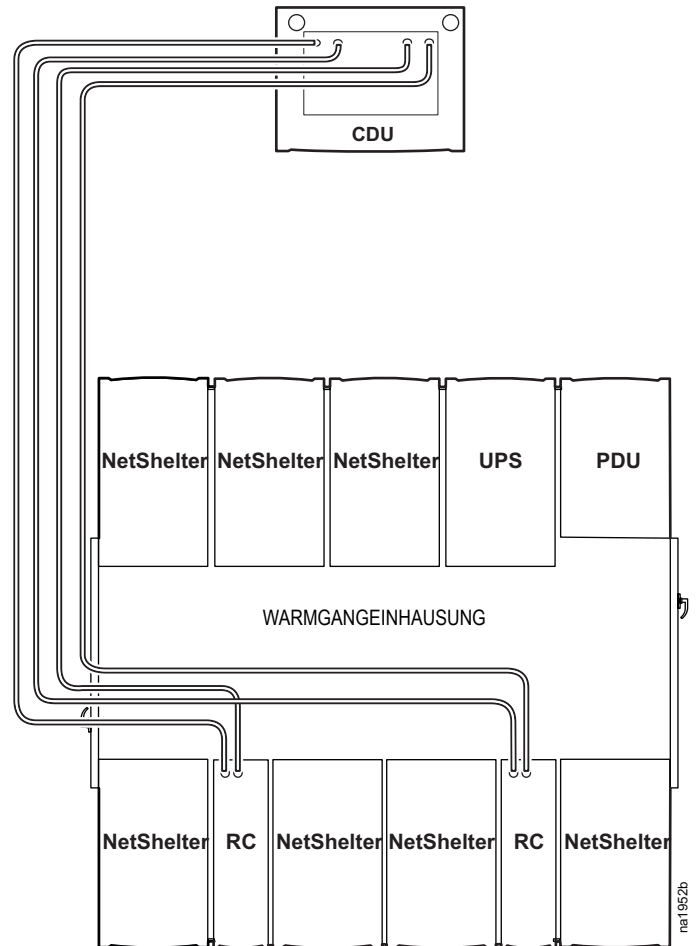 CDU
NetShelter NetShelter NetShelter UPS PDU
WARMGANGEINHAUSUNG
NetShelter RC NetShelter NetShelter RC NetShelter
na1952b